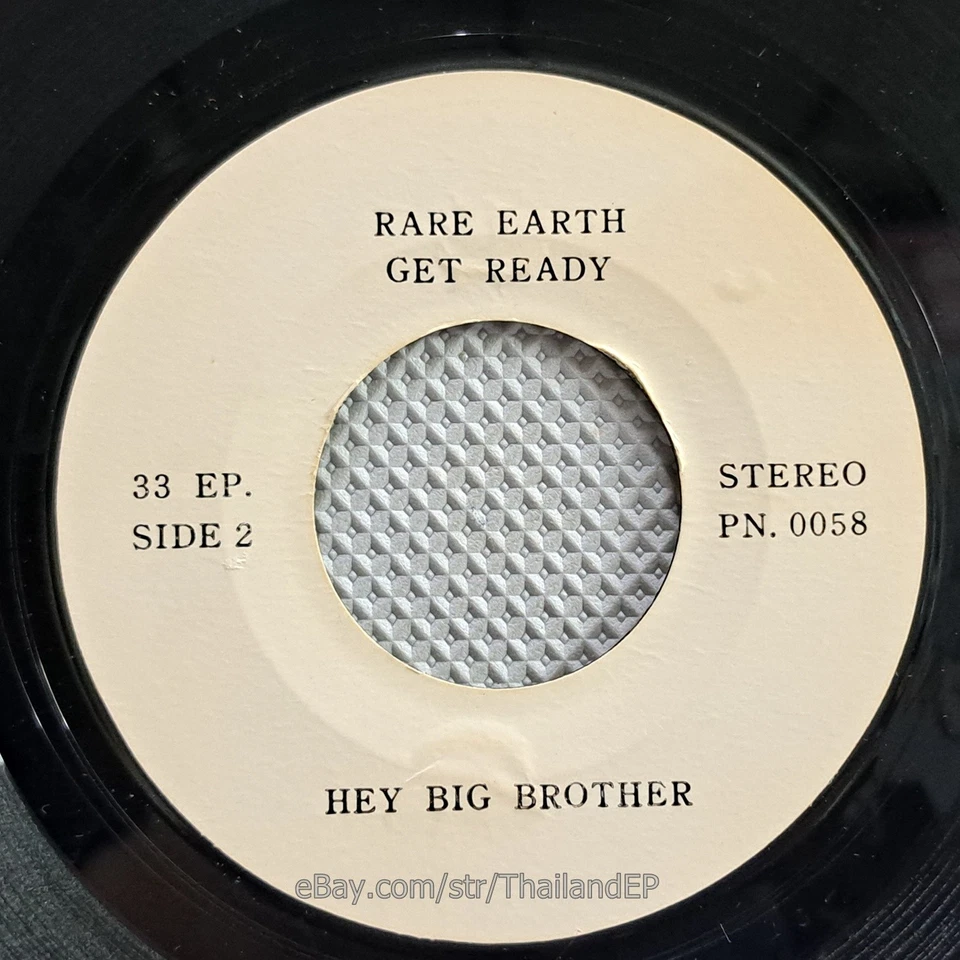 RARE EARTH
GET READY
33 EP.
SIDE 2
STEREO
PN. 0058
HEY BIG BROTHER
eBay.com/str/ThailandEP